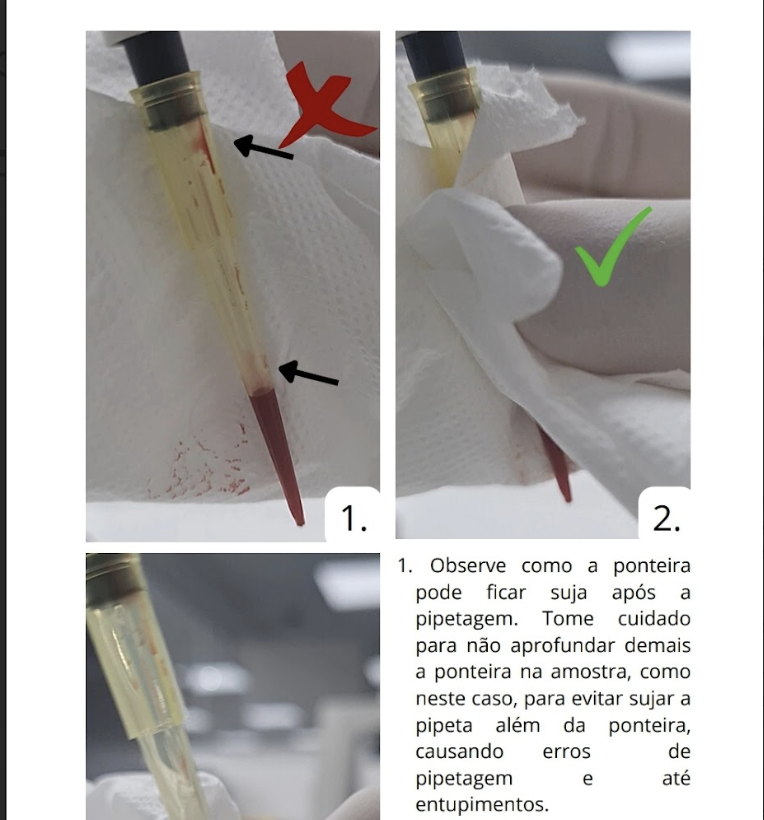 1.
2.
1. Observe como a ponteira
pode ficar suja após a
pipetagem. Tome cuidado
para não aprofundar demais
a ponteira na amostra, como
neste caso, para evitar sujar a
pipeta além da ponteira,
causando erros de
pipetagem e até
entupimentos.